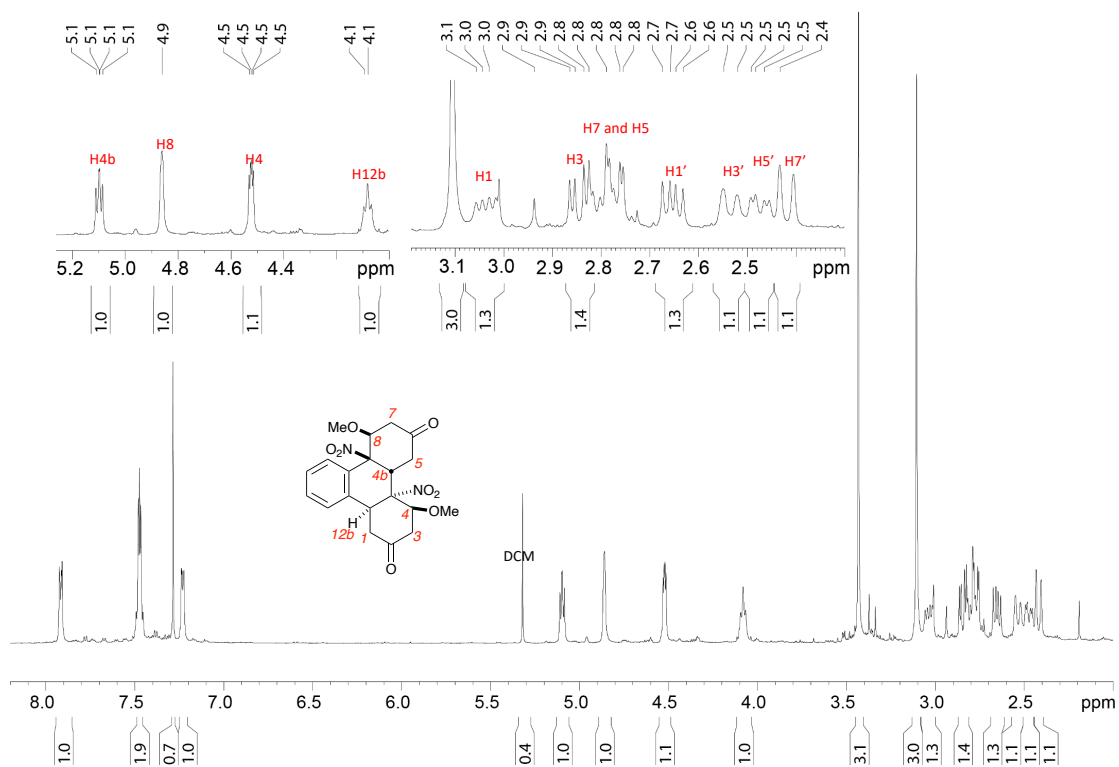 5.1 5.1 5.1 5.1 4.9 4.5 4.5 4.5 4.5 4.1 4.1 3.1 3.0 3.0 2.9 2.9 2.9 2.8 2.8 2.8 2.8 2.8 2.7 2.7 2.6 2.6 2.5 2.5 2.5 2.5 2.5 2.4
H7 and H5
H4b H8 H4 H12b H1 H3 H1' H3' H5' H7'
5.2 5.0 4.8 4.6 4.4 ppm 3.1 3.0 2.9 2.8 2.7 2.6 2.5 ppm
1.0 1.0 1.1 1.0 3.0 1.3 1.4 1.3 1.1 1.1 1.1
7
MeO O
8
O2N 5
4b
NO2
4 OMe
H
12b 1 3
O
DCM
8.0 7.5 7.0 6.5 6.0 5.5 5.0 4.5 4.0 3.5 3.0 2.5 ppm
1.0 1.9 0.7 1.0 0.4 1.0 1.0 1.1 1.0 3.1 3.0 1.3 1.4 1.3 1.1 1.1 1.1